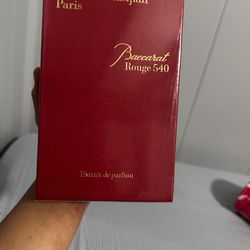 Paris
Baccarat
Rouge 540
Extrait de parfum